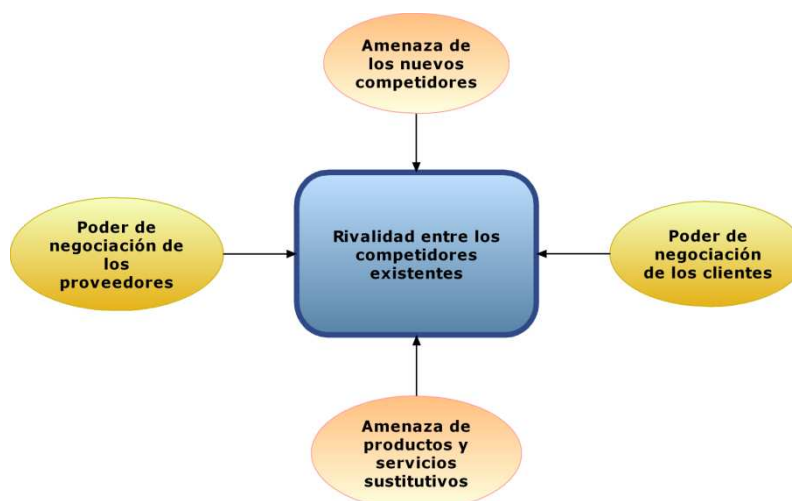 Amenaza de
los nuevos
competidores
Poder de
negociación de
los
proveedores
Rivalidad entre los
competidores
existentes
Poder de
negociación
de los clientes
Amenaza de
productos y
servicios
sustitutivos